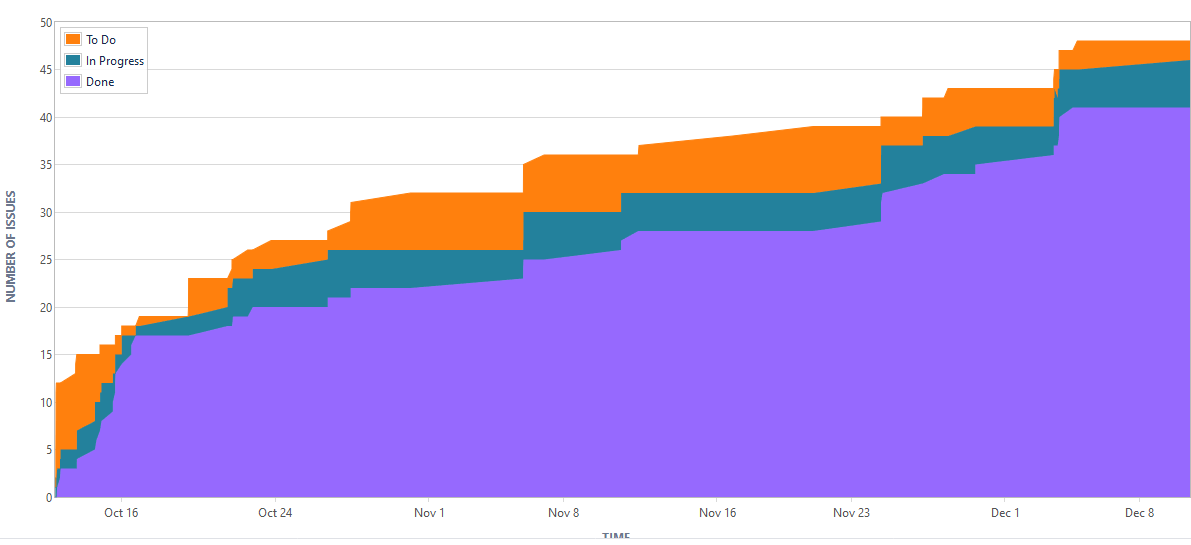 50
To Do
In Progress
Done
45
40
35
30
25
20
15
10
5
0
NUMBER OF ISSUES
Oct 16 Oct 24 Nov 1 Nov 8 Nov 16 Nov 23 Dec 1 Dec 8
TIME